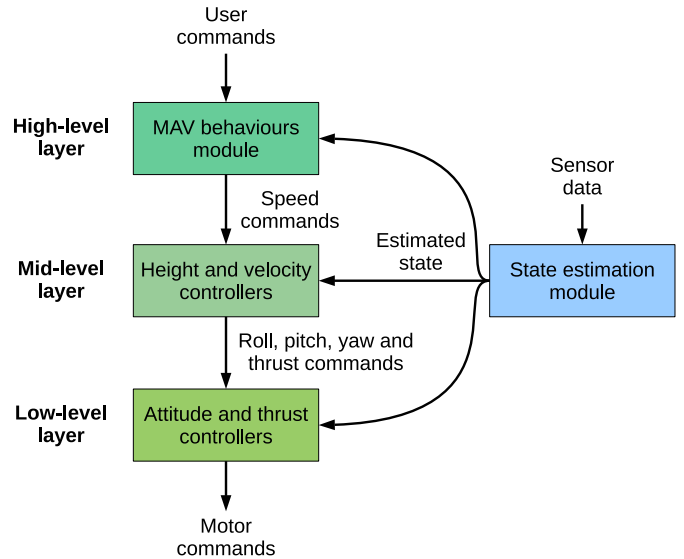 User
commands
High-level
layer
MAV behaviours
module
Sensor
data
Speed
commands
Estimated
state
Mid-level
layer
Height and velocity
controllers
State estimation
module
Roll, pitch, yaw and
thrust commands
Low-level
layer
Attitude and thrust
controllers
Motor
commands